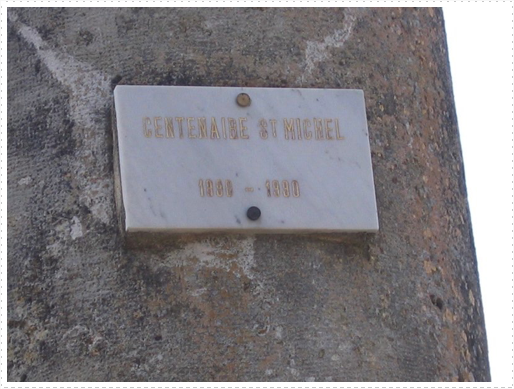 CENTENAIRE ST MICHEL
1880 - 1980